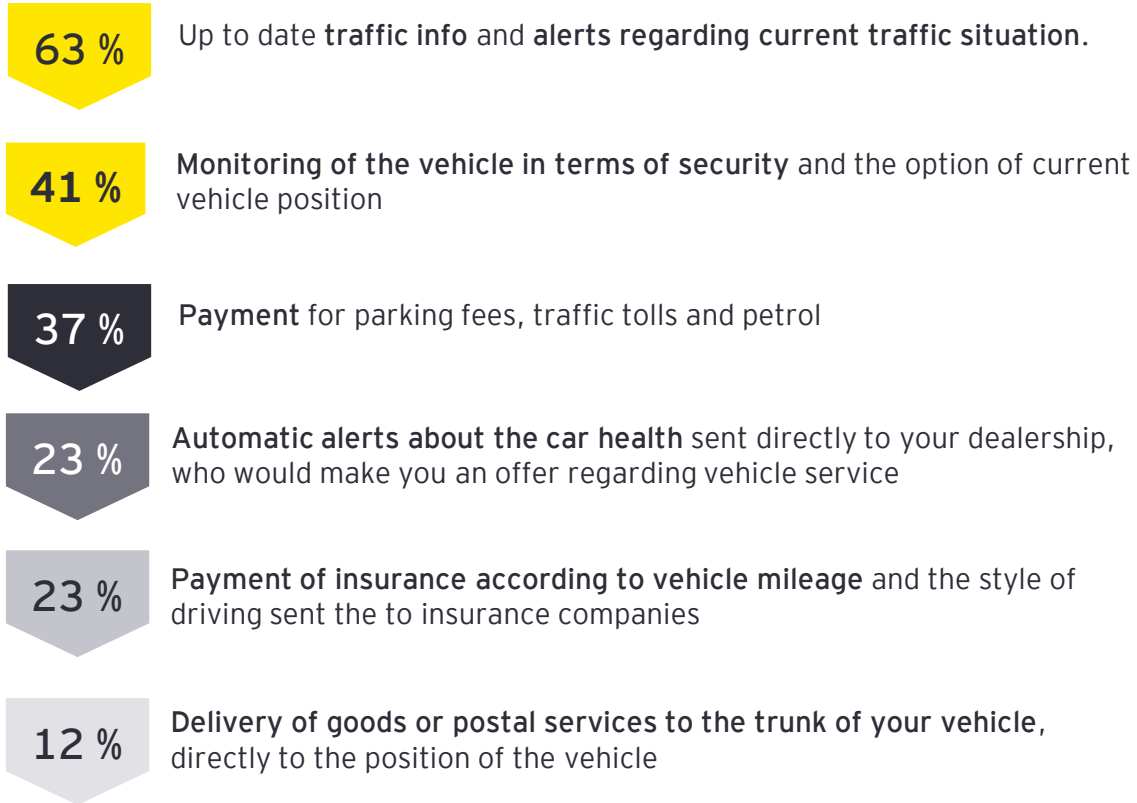 63 %
Up to date traffic info and alerts regarding current traffic situation.
41 %
Monitoring of the vehicle in terms of security and the option of current
vehicle position
37 %
Payment for parking fees, traffic tolls and petrol
23 %
Automatic alerts about the car health sent directly to your dealership,
who would make you an offer regarding vehicle service
23 %
Payment of insurance according to vehicle mileage and the style of
driving sent the to insurance companies
12 %
Delivery of goods or postal services to the trunk of your vehicle,
directly to the position of the vehicle